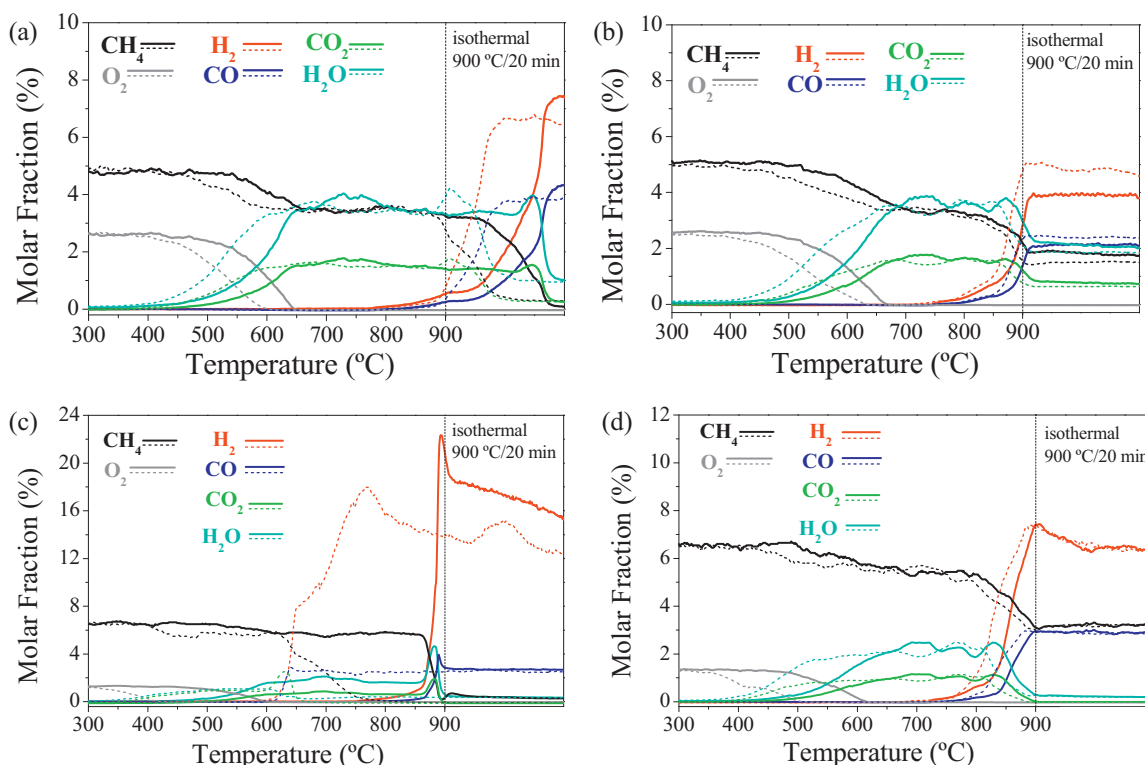 (a)
10
8
6
4
2
0
Molar Fraction (%)
CH4
H2
CO2
O2
CO
H2O
isothermal
900 ºC/20 min
300 400 500 600 700 800 900
Temperature (ºC)
(b)
10
8
6
4
2
0
Molar Fraction (%)
CH4
H2
CO2
O2
CO
H2O
isothermal
900 ºC/20 min
300 400 500 600 700 800 900
Temperature (ºC)
(c)
24
20
16
12
8
4
0
Molar Fraction (%)
CH4
H2
O2
CO
CO2
H2O
isothermal
900 ºC/20 min
300 400 500 600 700 800 900
Temperature (ºC)
(d)
12
10
8
6
4
2
0
Molar Fraction (%)
CH4
H2
O2
CO
CO2
H2O
isothermal
900 ºC/20 min
300 400 500 600 700 800 900
Temperature (ºC)